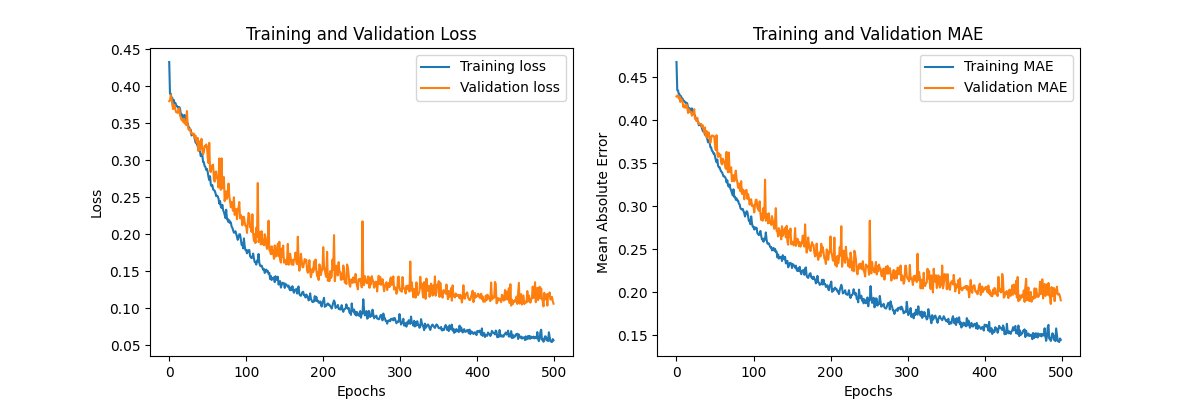 Training and Validation Loss
Training loss
Validation loss
0.45
0.40
0.35
0.30
0.25
0.20
0.15
0.10
0.05
Loss
0 100 200 300 400 500
Epochs
Training and Validation MAE
Training MAE
Validation MAE
0.45
0.40
0.35
0.30
0.25
0.20
0.15
Mean Absolute Error
0 100 200 300 400 500
Epochs